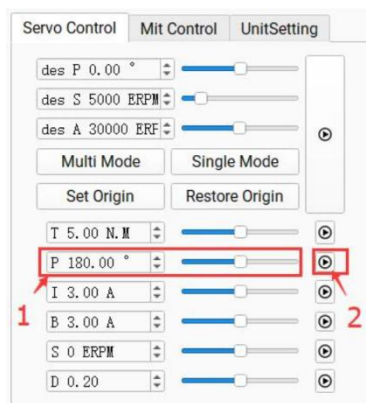 Servo Control Mit Control UnitSetting
des P 0.00 °
des S 5000 ERPM
des A 30000 ERF
Multi Mode Single Mode
Set Origin Restore Origin
T 5.00 N.M
P 180.00 °
1 2
I 3.00 A
B 3.00 A
S 0 ERPM
D 0.20